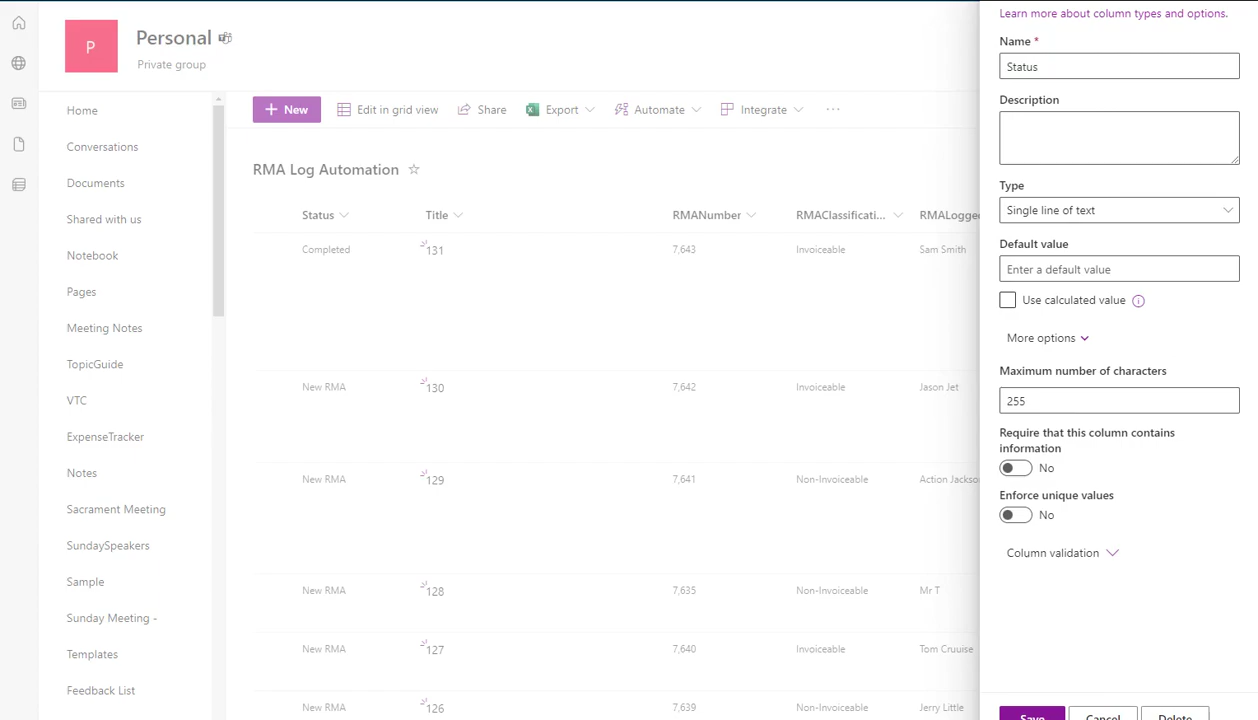 Learn more about column types and options.
P
Personal
Private group
Name *
Status
Description
Type
Single line of text
Default value
Enter a default value
Use calculated value
More options
Maximum number of characters
255
Require that this column contains
information
No
Enforce unique values
No
Column validation
Save Cancel Delete
Home
Conversations
Documents
Shared with us
Notebook
Pages
Meeting Notes
TopicGuide
VTC
ExpenseTracker
Notes
Sacrament Meeting
SundaySpeakers
Sample
Sunday Meeting -
Templates
Feedback List
+ New Edit in grid view Share Export Automate Integrate ...
RMA Log Automation
Status Title RMANumber RMAClassificati... RMALogge
Completed 131 7,643 Invoiceable Sam Smith
New RMA 130 7,642 Invoiceable Jason Jet
New RMA 129 7,641 Non-Invoiceable Action Jackso
New RMA 128 7,635 Non-Invoiceable Mr T
New RMA 127 7,640 Invoiceable Tom Cruuise
New RMA 126 7,639 Non-Invoiceable Jerry Little